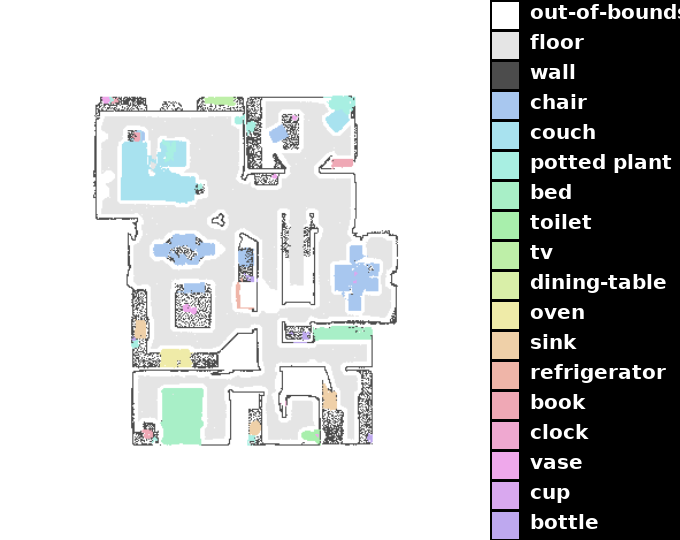 out-of-bounds
floor
wall
chair
couch
potted plant
bed
toilet
tv
dining-table
oven
sink
refrigerator
book
clock
vase
cup
bottle